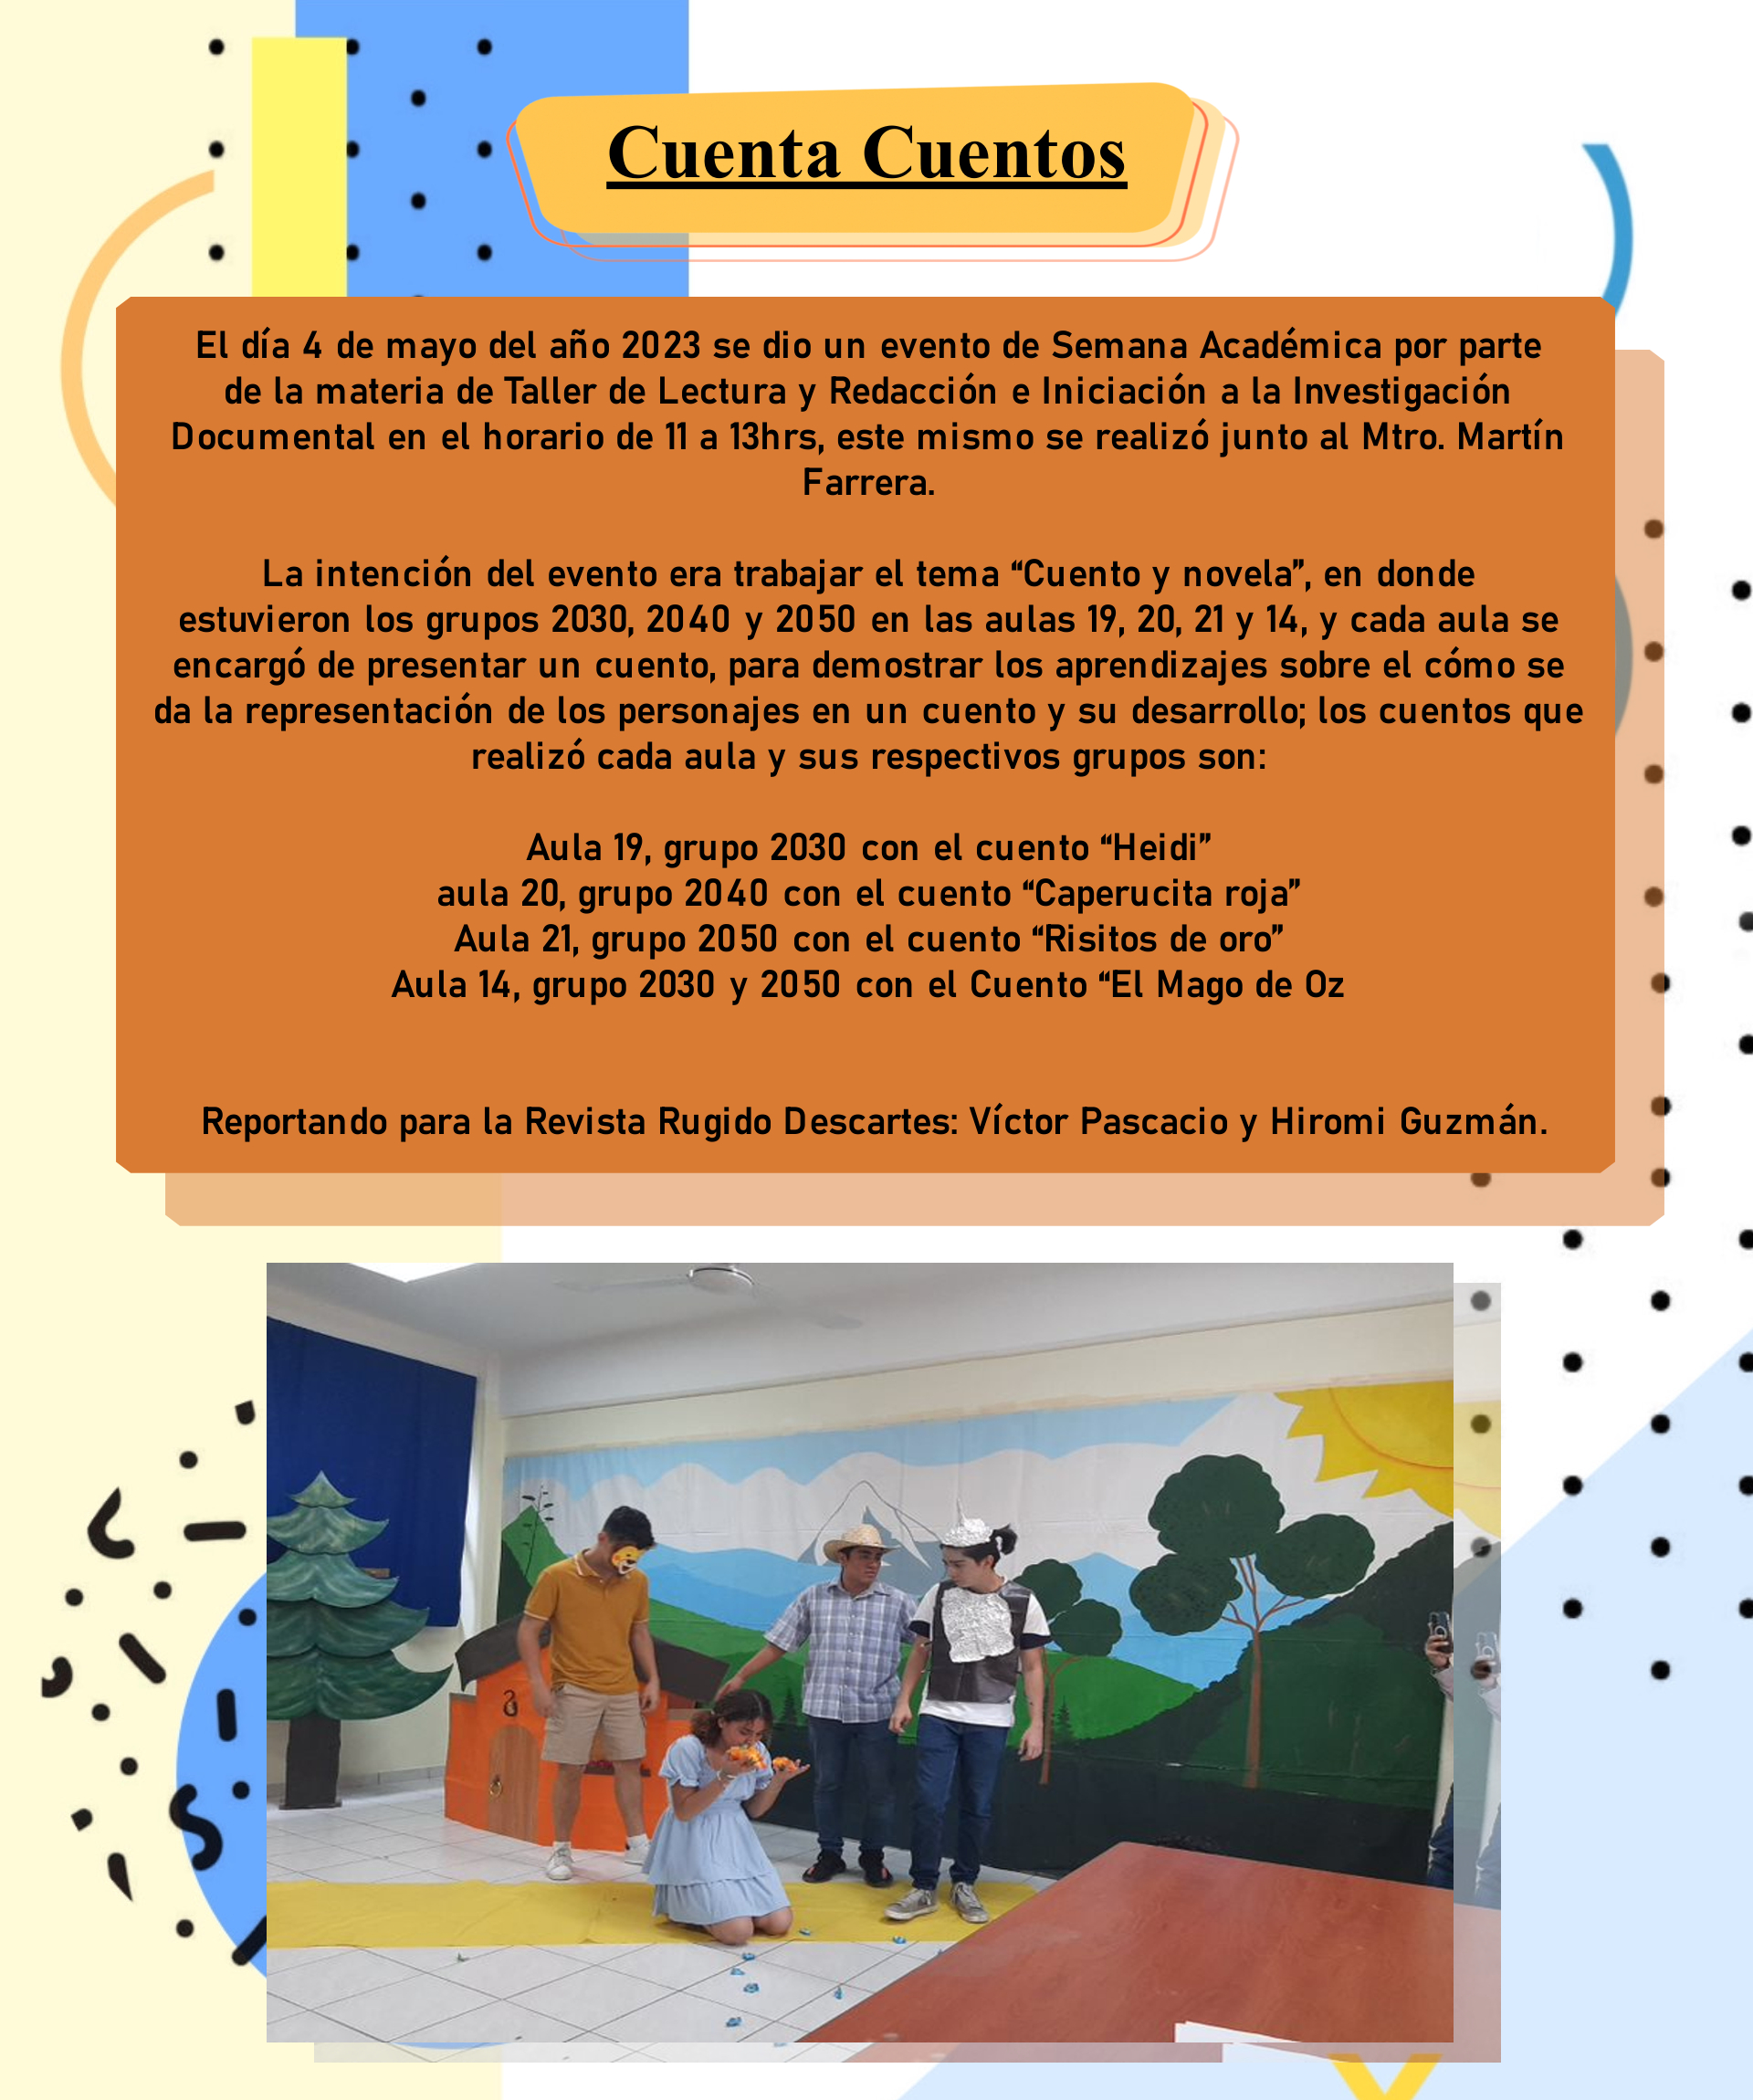 Cuenta Cuentos
El día 4 de mayo del año 2023 se dio un evento de Semana Académica por parte
de la materia de Taller de Lectura y Redacción e Iniciación a la Investigación
Documental en el horario de 11 a 13hrs, este mismo se realizó junto al Mtro. Martín
Farrera.
La intención del evento era trabajar el tema “Cuento y novela”, en donde
estuvieron los grupos 2030, 2040 y 2050 en las aulas 19, 20, 21 y 14, y cada aula se
encargó de presentar un cuento, para demostrar los aprendizajes sobre el cómo se
da la representación de los personajes en un cuento y su desarrollo; los cuentos que
realizó cada aula y sus respectivos grupos son:
Aula 19, grupo 2030 con el cuento “Heidi”
aula 20, grupo 2040 con el cuento “Caperucita roja”
Aula 21, grupo 2050 con el cuento “Risitos de oro”
Aula 14, grupo 2030 y 2050 con el Cuento “El Mago de Oz
Reportando para la Revista Rugido Descartes: Víctor Pascacio y Hiromi Guzmán.